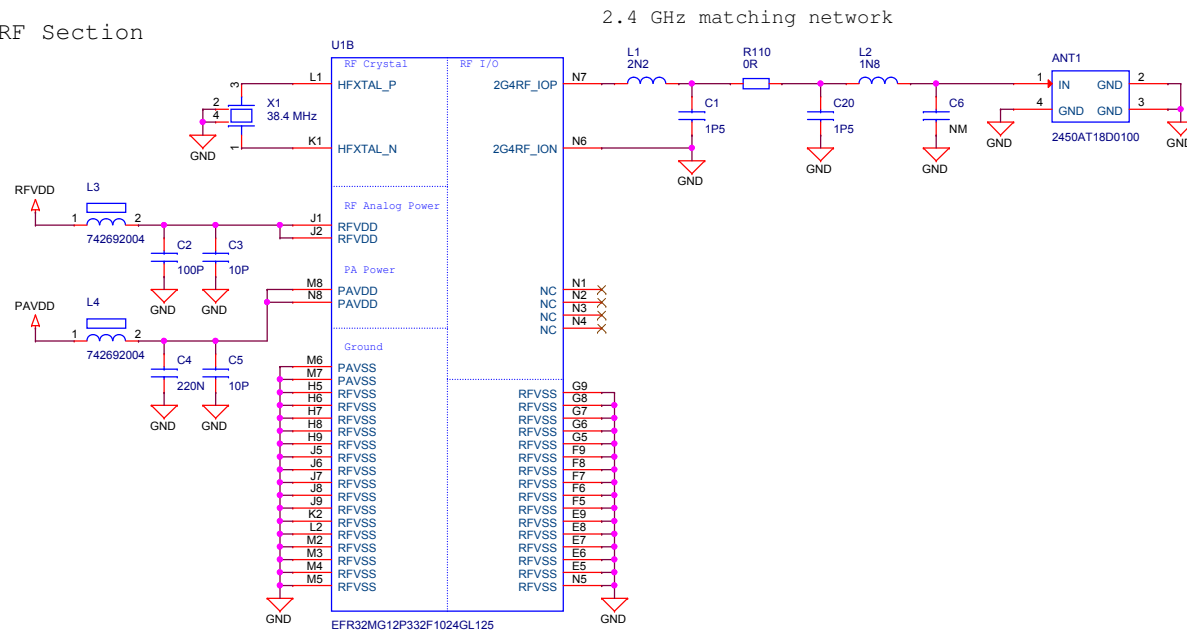 RF Section
2.4 GHz matching network
U1B
RF Crystal
RF I/O
L1
HFXTAL_P
K1
HFXTAL_N
3
2
4
1
X1
38.4 MHz
GND
N7
2G4RF_IOP
N6
2G4RF_ION
L1
2N2
C1
1P5
GND
R110
0R
C20
1P5
GND
L2
1N8
C6
NM
GND
ANT1
1
IN
GND
2
4
GND
GND
3
2450AT18D0100
GND
GND
RFVDD
L3
1
2
742692004
C2
100P
C3
10P
GND
GND
RF Analog Power
J1
RFVDD
J2
RFVDD
PAVDD
L4
1
2
742692004
C4
220N
C5
10P
GND
GND
PA Power
M8
PAVDD
N8
PAVDD
NC
N1
NC
N2
NC
N3
NC
N4
Ground
M6
PAVSS
M7
PAVSS
H5
RFVSS
H6
RFVSS
H7
RFVSS
H8
RFVSS
H9
RFVSS
J5
RFVSS
J6
RFVSS
J7
RFVSS
J8
RFVSS
J9
RFVSS
K2
RFVSS
L2
RFVSS
M2
RFVSS
M3
RFVSS
M4
RFVSS
M5
RFVSS
GND
RFVSS
G9
RFVSS
G8
RFVSS
G7
RFVSS
G6
RFVSS
G5
RFVSS
F9
RFVSS
F8
RFVSS
F7
RFVSS
F6
RFVSS
F5
RFVSS
E9
RFVSS
E8
RFVSS
E7
RFVSS
E6
RFVSS
E5
RFVSS
N5
GND
EFR32MG12P332F1024GL125